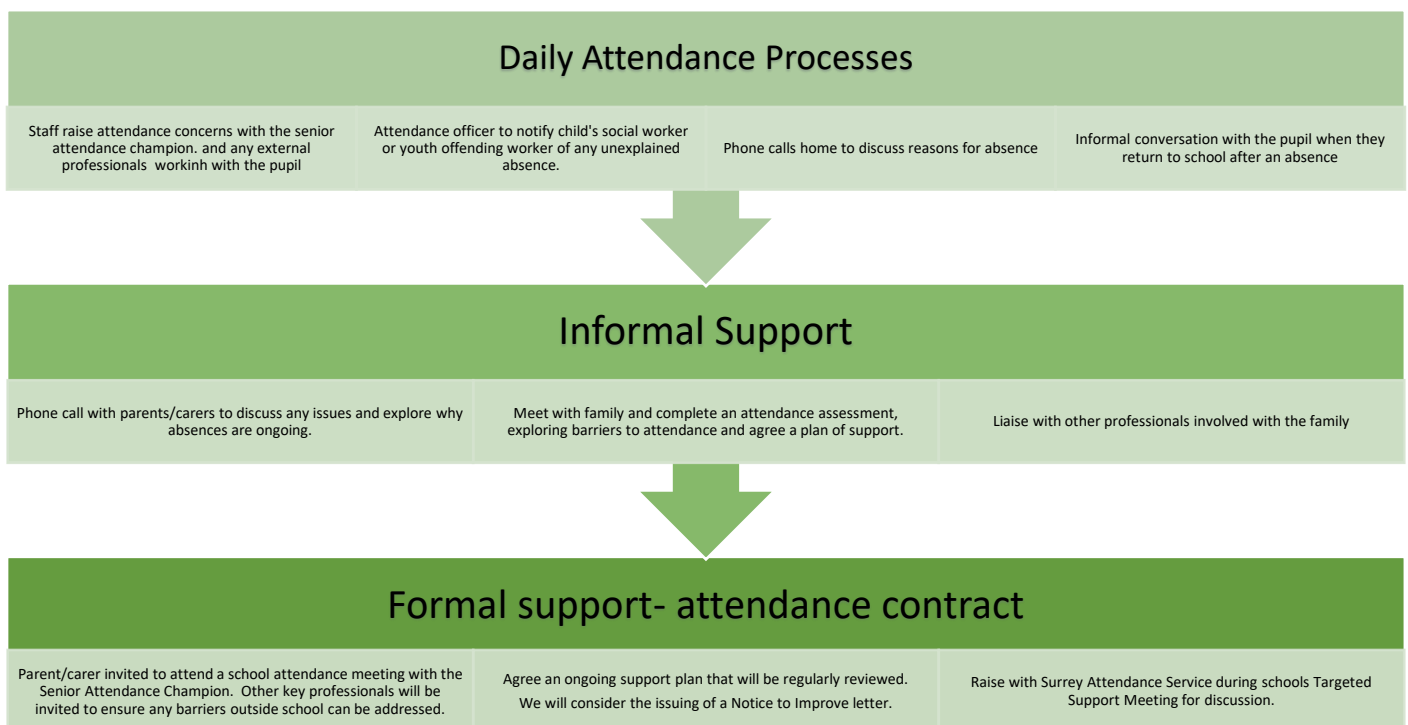 Daily Attendance Processes
Staff raise attendance concerns with the senior
attendance champion. and any external
professionals workinh with the pupil
Attendance officer to notify child's social worker
or youth offending worker of any unexplained
absence.
Phone calls home to discuss reasons for absence
Informal conversation with the pupil when they
return to school after an absence
Informal Support
Phone call with parents/carers to discuss any issues and explore why
absences are ongoing.
Meet with family and complete an attendance assessment,
exploring barriers to attendance and agree a plan of support.
Liaise with other professionals involved with the family
Formal support- attendance contract
Parent/carer invited to attend a school attendance meeting with the
Senior Attendance Champion. Other key professionals will be
invited to ensure any barriers outside school can be addressed.
Agree an ongoing support plan that will be regularly reviewed.
We will consider the issuing of a Notice to Improve letter.
Raise with Surrey Attendance Service during schools Targeted
Support Meeting for discussion.